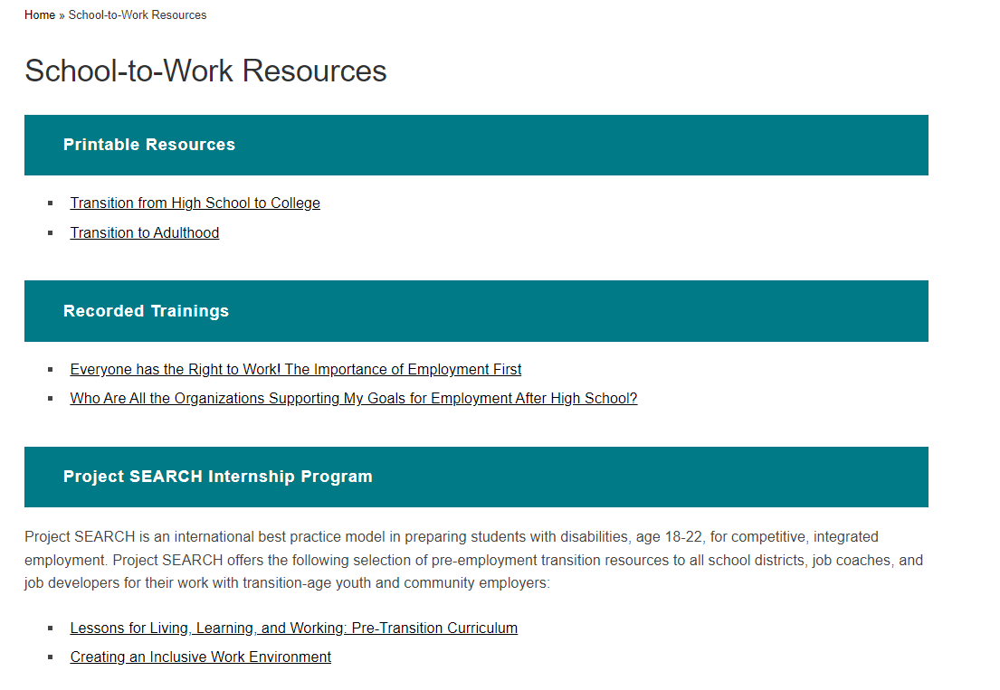 Home » School-to-Work Resources
School-to-Work Resources
Printable Resources
Transition from High School to College
Transition to Adulthood
Recorded Trainings
Everyone has the Right to Work! The Importance of Employment First
Who Are All the Organizations Supporting My Goals for Employment After High School?
Project SEARCH Internship Program
Project SEARCH is an international best practice model in preparing students with disabilities, age 18-22, for competitive, integrated
employment. Project SEARCH offers the following selection of pre-employment transition resources to all school districts, job coaches, and
job developers for their work with transition-age youth and community employers:
Lessons for Living, Learning, and Working: Pre-Transition Curriculum
Creating an Inclusive Work Environment